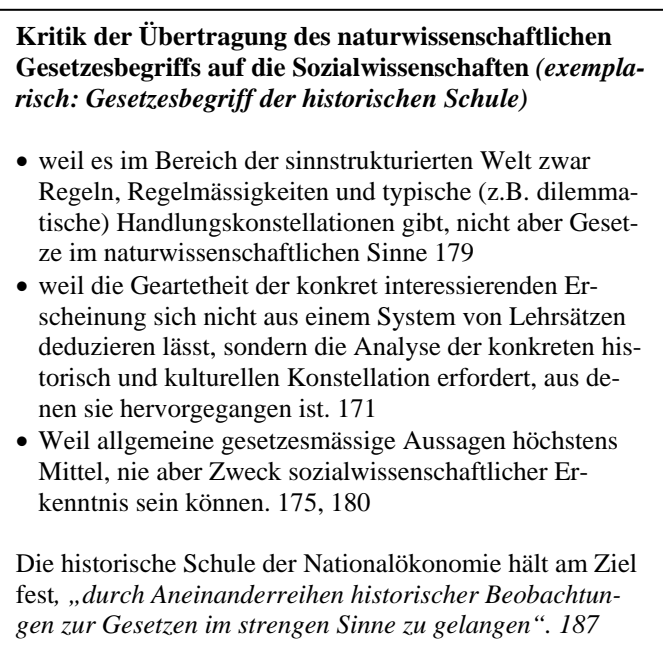 Kritik der Übertragung des naturwissenschaftlichen
Gesetzesbegriffs auf die Sozialwissenschaften (exempla-
risch: Gesetzesbegriff der historischen Schule)
• weil es im Bereich der sinnstrukturierten Welt zwar
Regeln, Regelmässigkeiten und typische (z.B. dilemma-
tische) Handlungskonstellationen gibt, nicht aber Geset-
ze im naturwissenschaftlichen Sinne 179
• weil die Geartetheit der konkret interessierenden Er-
scheinung sich nicht aus einem System von Lehrsätzen
deduzieren lässt, sondern die Analyse der konkreten his-
torisch und kulturellen Konstellation erfordert, aus de-
nen sie hervorgegangen ist. 171
• Weil allgemeine gesetzesmässige Aussagen höchstens
Mittel, nie aber Zweck sozialwissenschaftlicher Er-
kenntnis sein können. 175, 180
Die historische Schule der Nationalökonomie hält am Ziel
fest, „durch Aneinanderreihen historischer Beobachtun-
gen zur Gesetzen im strengen Sinne zu gelangen“. 187